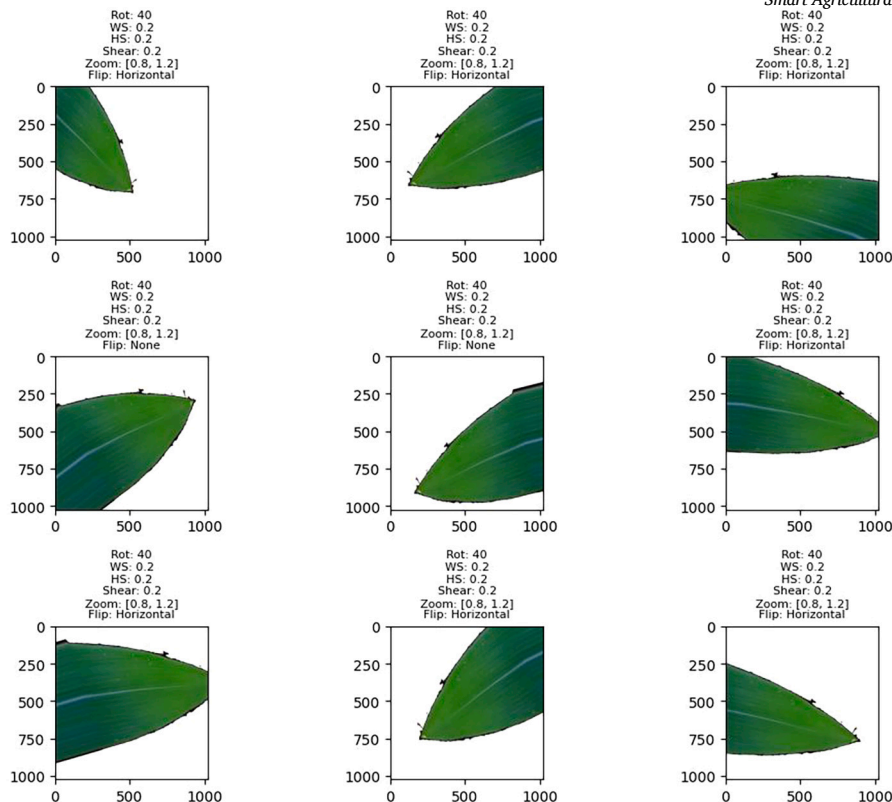 Smart Agricultura
Rot: 40
WS: 0.2
HS: 0.2
Shear: 0.2
Zoom: [0.8, 1.2]
Flip: Horizontal
0
250
500
750
1000
0 500 1000
Rot: 40
WS: 0.2
HS: 0.2
Shear: 0.2
Zoom: [0.8, 1.2]
Flip: Horizontal
0
250
500
750
1000
0 500 1000
Rot: 40
WS: 0.2
HS: 0.2
Shear: 0.2
Zoom: [0.8, 1.2]
Flip: Horizontal
0
250
500
750
1000
0 500 1000
Rot: 40
WS: 0.2
HS: 0.2
Shear: 0.2
Zoom: [0.8, 1.2]
Flip: None
0
250
500
750
1000
0 500 1000
Rot: 40
WS: 0.2
HS: 0.2
Shear: 0.2
Zoom: [0.8, 1.2]
Flip: None
0
250
500
750
1000
0 500 1000
Rot: 40
WS: 0.2
HS: 0.2
Shear: 0.2
Zoom: [0.8, 1.2]
Flip: Horizontal
0
250
500
750
1000
0 500 1000
Rot: 40
WS: 0.2
HS: 0.2
Shear: 0.2
Zoom: [0.8, 1.2]
Flip: Horizontal
0
250
500
750
1000
0 500 1000
Rot: 40
WS: 0.2
HS: 0.2
Shear: 0.2
Zoom: [0.8, 1.2]
Flip: Horizontal
0
250
500
750
1000
0 500 1000
Rot: 40
WS: 0.2
HS: 0.2
Shear: 0.2
Zoom: [0.8, 1.2]
Flip: Horizontal
0
250
500
750
1000
0 500 1000